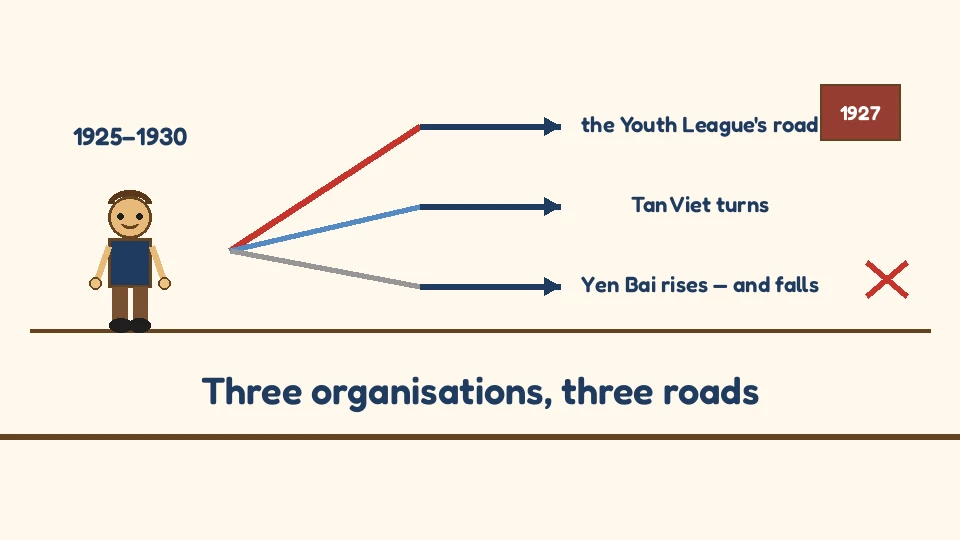 1925–1930
the Youth League's road
1927
Tan Viet turns
Yen Bai rises — and falls
Three organisations, three roads